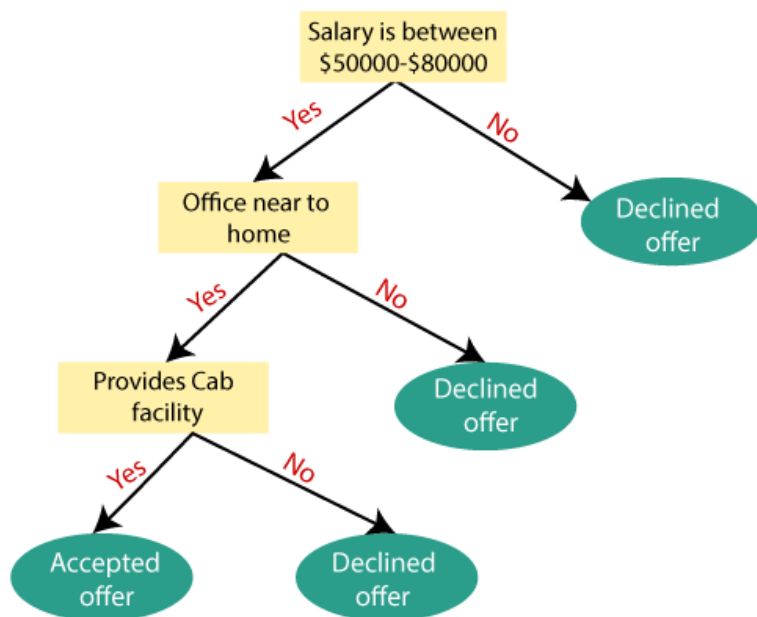 Salary is between
$50000-$80000
Yes
No
Office near to
home
Declined
offer
Yes
No
Provides Cab
facility
Declined
offer
Yes
No
Accepted
offer
Declined
offer